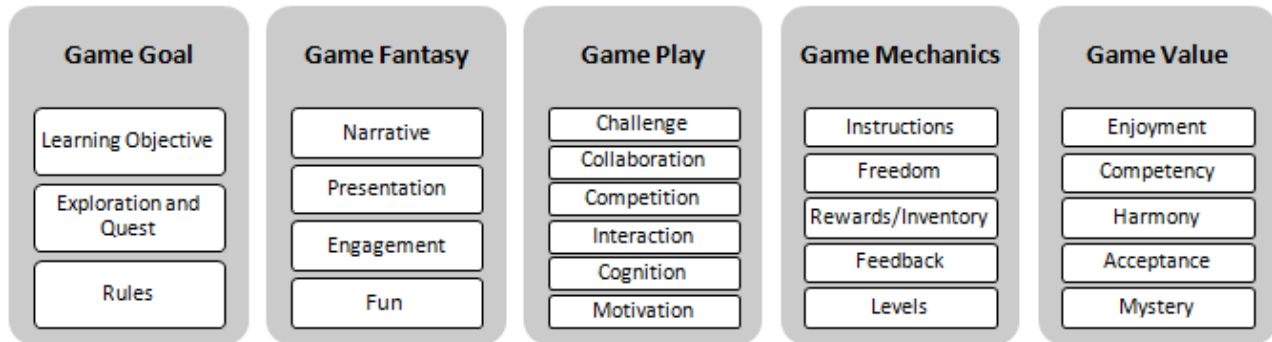 Game Goal
Learning Objective
Exploration and
Quest
Rules
Game Fantasy
Narrative
Presentation
Engagement
Fun
Game Play
Challenge
Collaboration
Competition
Interaction
Cognition
Motivation
Game Mechanics
Instructions
Freedom
Rewards/Inventory
Feedback
Levels
Game Value
Enjoyment
Competency
Harmony
Acceptance
Mystery